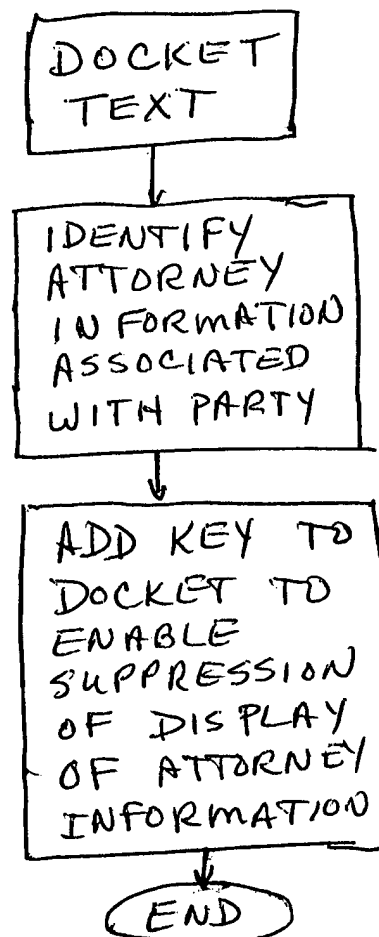 DOCKET
TEXT
IDENTIFY
ATTORNEY
INFORMATION
ASSOCIATED
WITH PARTY
ADD KEY TO
DOCKET TO
ENABLE
SUPPRESSION
OF DISPLAY
OF ATTORNEY
INFORMATION
END